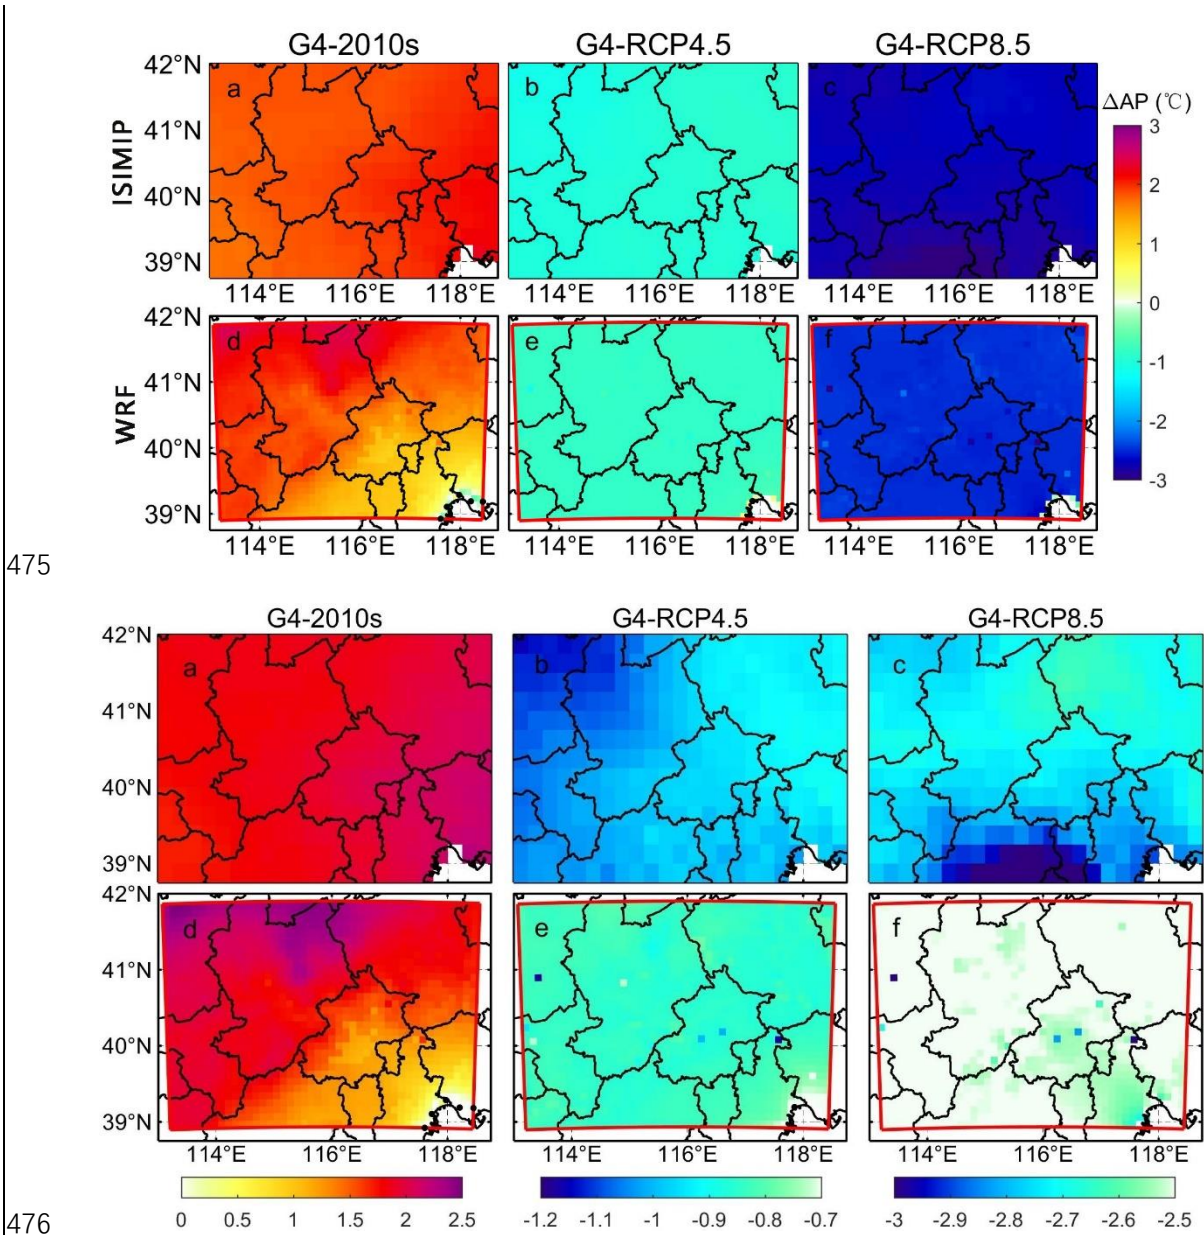 G4-2010s G4-RCP4.5 G4-RCP8.5
42°N a b c ΔAP (℃)
41°N 3
ISIMIP 2
40°N 1
39°N 0
114°E 116°E 118°E 114°E 116°E 118°E 114°E 116°E 118°E
42°N d e f -1
41°N -2
WRF
40°N -3
39°N
114°E 116°E 118°E 114°E 116°E 118°E 114°E 116°E 118°E
475
G4-2010s G4-RCP4.5 G4-RCP8.5
42°N a b c
41°N
40°N
39°N
42°N d e f
41°N
40°N
39°N
114°E 116°E 118°E 114°E 116°E 118°E 114°E 116°E 118°E
0 0.5 1 1.5 2 2.5 -1.2 -1.1 -1 -0.9 -0.8 -0.7 -3 -2.9 -2.8 -2.7 -2.6 -2.5
476